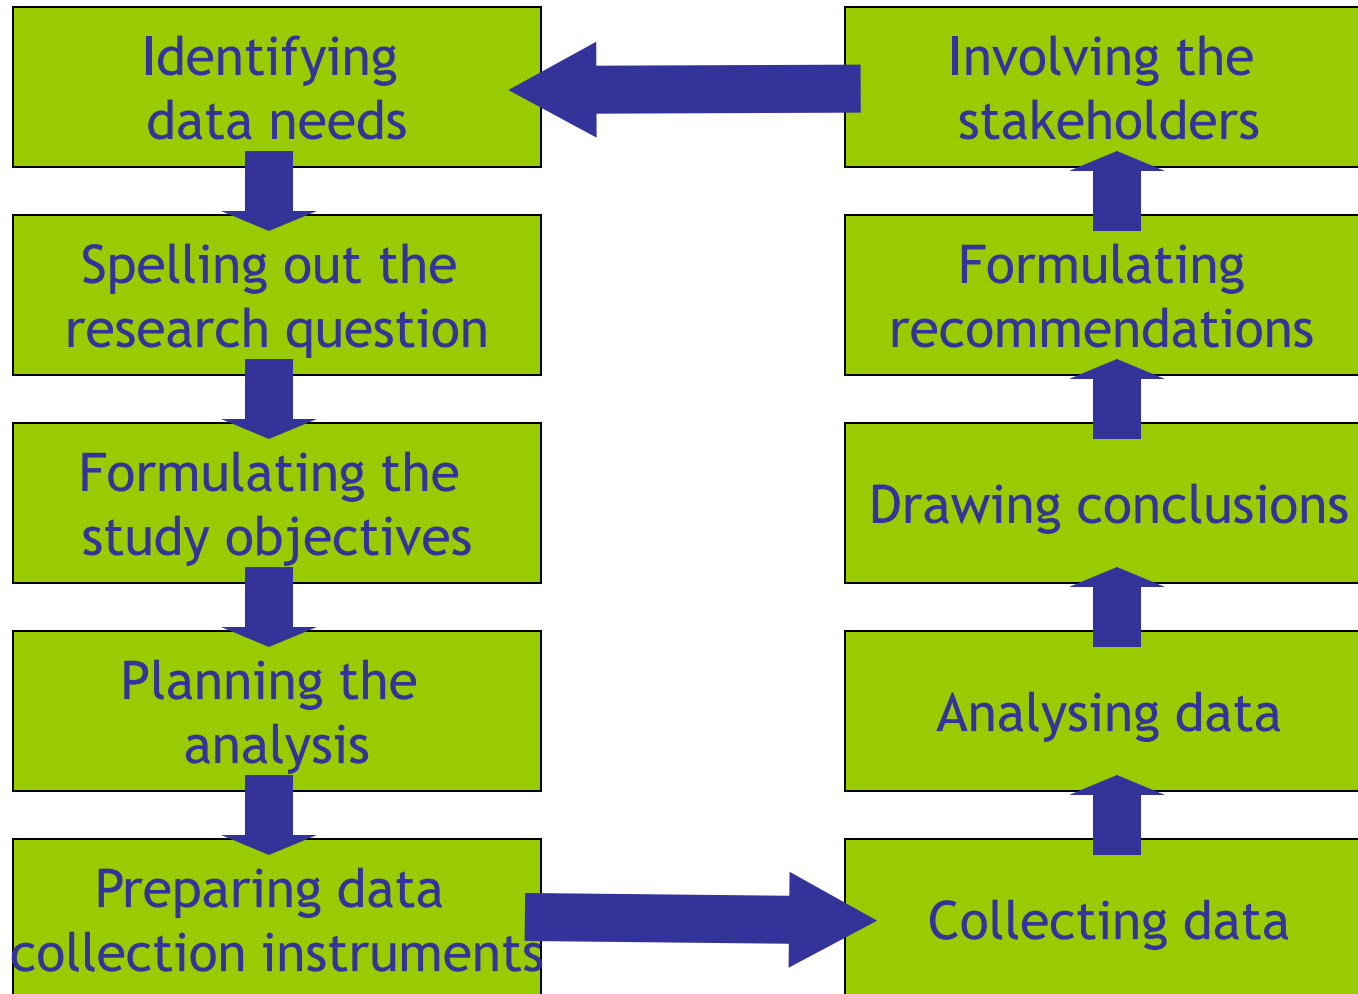 Identifying
data needs
Spelling out the
research question
Formulating the
study objectives
Planning the
analysis
Preparing data
collection instruments
Involving the
stakeholders
Formulating
recommendations
Drawing conclusions
Analysing data
Collecting data